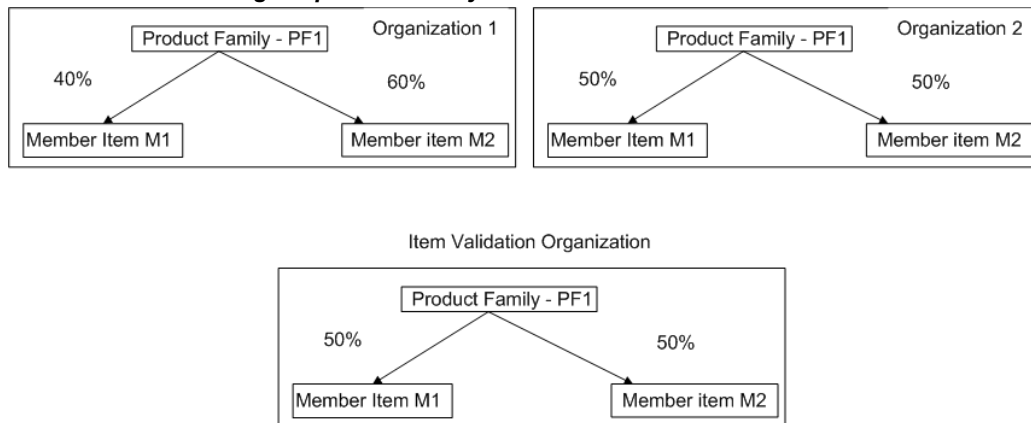 Organization 1
Product Family - PF1
40%
60%
Member Item M1
Member item M2
Organization 2
Product Family - PF1
50%
50%
Member Item M1
Member item M2
Item Validation Organization
Product Family - PF1
50%
50%
Member Item M1
Member item M2